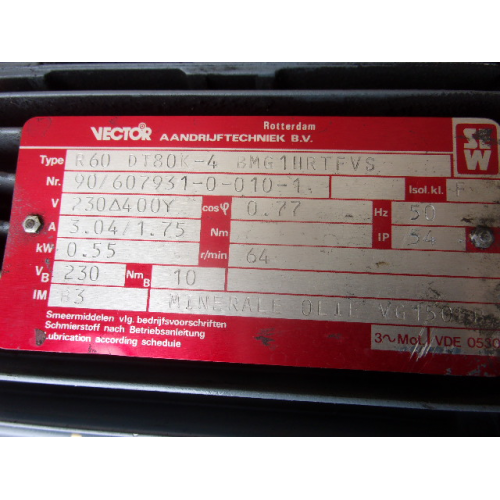 Rotterdam
VECTOR AANDRIJFTECHNIEK B.V.
SEW
Type R60 DT80K-4 BMG1HRTFVS
Nr. 90/607931-0-010-1 Isol.kl. F
V 230Δ400Y cosφ 0.77 Hz 50
A 3.04/1.75 Nm IP 54
kW 0.55 r/min 64
VB 230 NmB 10
IM B3 MINERALE OLIE VG150
Smeermiddelen vlg. bedrijfsvoorschriften
Schmierstoff nach Betriebsanleitung
Lubrication according schedule
3~Mot. VDE 0530